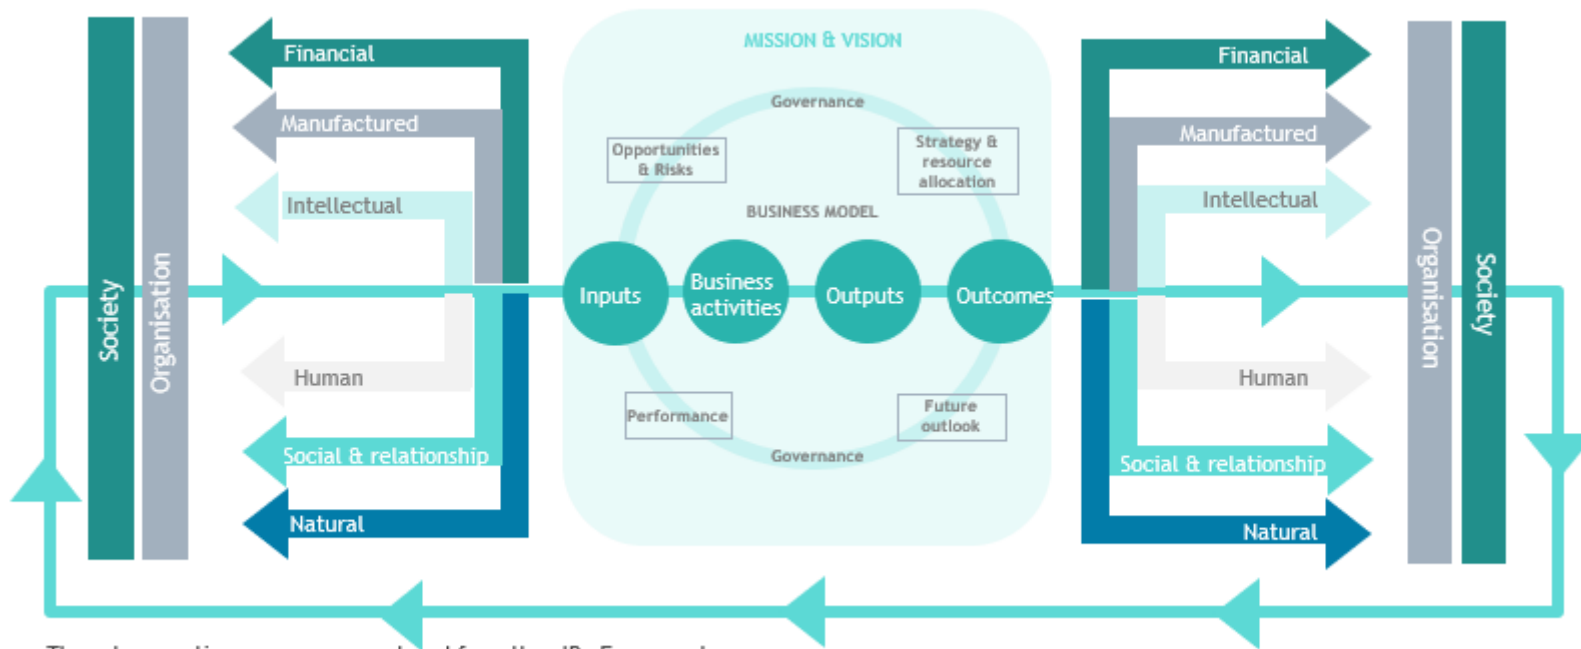 MISSION & VISION
Governance
Opportunities
& Risks
Strategy &
resource
allocation
BUSINESS MODEL
Inputs
Business
activities
Outputs
Outcomes
Performance
Future
outlook
Governance
Society
Organisation
Financial
Manufactured
Intellectual
Human
Social & relationship
Natural
Financial
Manufactured
Intellectual
Human
Social & relationship
Natural
Organisation
Society